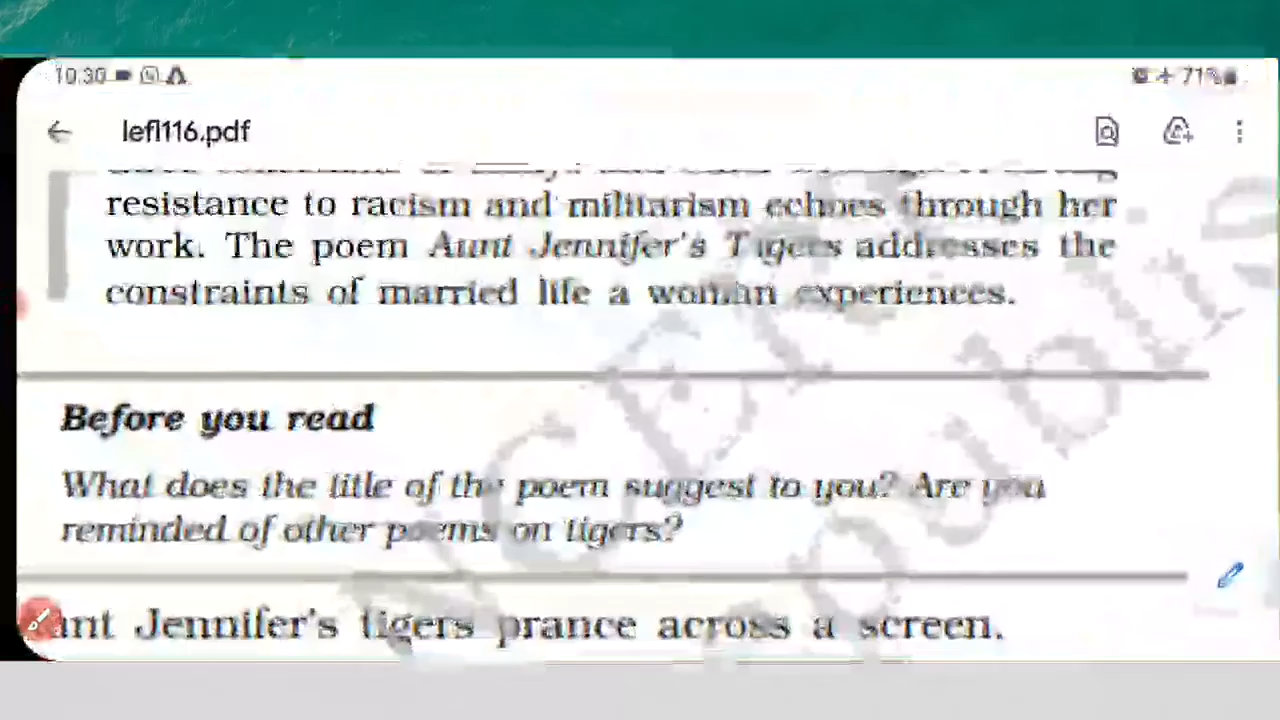 10:30
71%
lefl116.pdf
resistance to racism and militarism echoes through her
work. The poem Aunt Jennifer's Tigers addresses the
constraints of married life a woman experiences.
Before you read
What does the title of the poem suggest to you? Are you
reminded of other poems on tigers?
unt Jennifer's tigers prance across a screen,